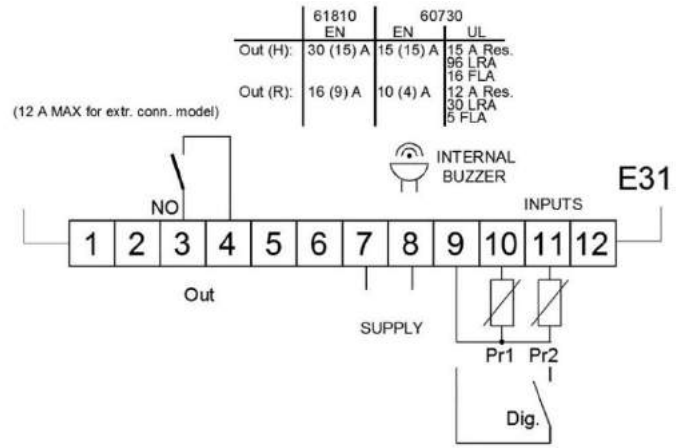 61810 60730
EN EN UL
Out (H): 30 (15) A 15 (15) A 15 A Res.
96 LRA
16 FLA
Out (R): 16 (9) A 10 (4) A 12 A Res.
30 LRA
5 FLA
(12 A MAX for extr. conn. model)
INTERNAL
BUZZER
E31
NO
INPUTS
1 2 3 4 5 6 7 8 9 10 11 12
Out
SUPPLY
Pr1 Pr2
Dig.